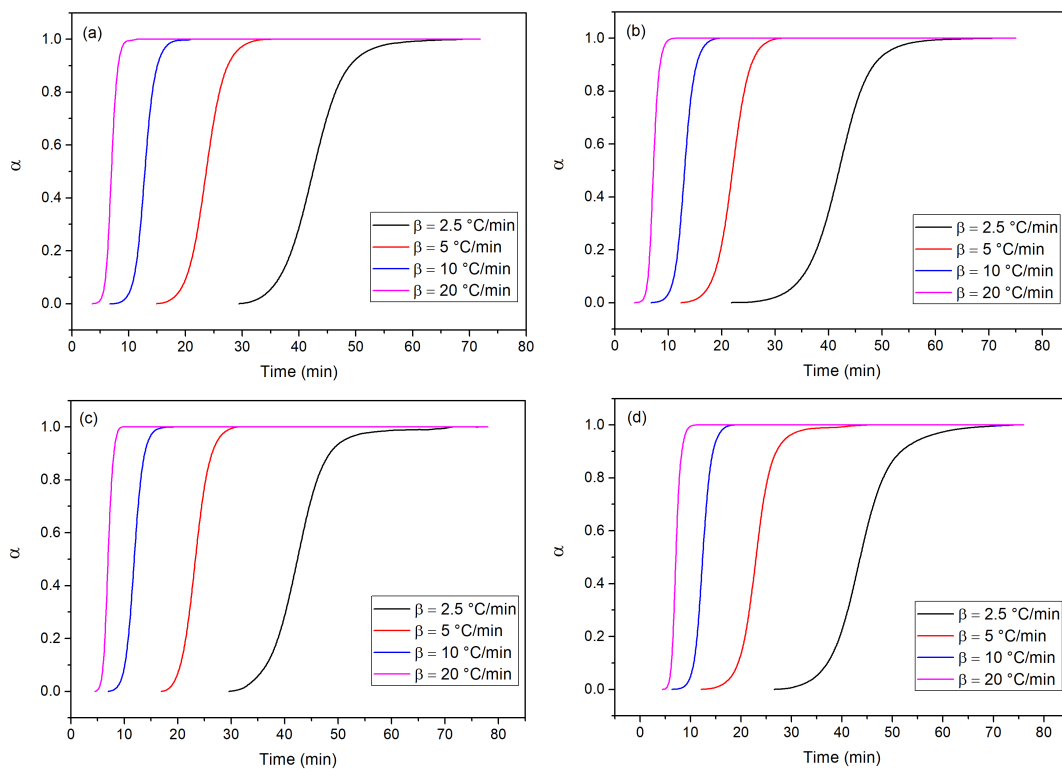 (a)
1.0
0.8
0.6
0.4
0.2
0.0
α
β = 2.5 °C/min
β = 5 °C/min
β = 10 °C/min
β = 20 °C/min
0 10 20 30 40 50 60 70 80
Time (min)
(b)
1.0
0.8
0.6
0.4
0.2
0.0
α
β = 2.5 °C/min
β = 5 °C/min
β = 10 °C/min
β = 20 °C/min
0 10 20 30 40 50 60 70 80
Time (min)
(c)
1.0
0.8
0.6
0.4
0.2
0.0
α
β = 2.5 °C/min
β = 5 °C/min
β = 10 °C/min
β = 20 °C/min
0 10 20 30 40 50 60 70 80
Time (min)
(d)
1.0
0.8
0.6
0.4
0.2
0.0
α
β = 2.5 °C/min
β = 5 °C/min
β = 10 °C/min
β = 20 °C/min
0 10 20 30 40 50 60 70 80
Time (min)